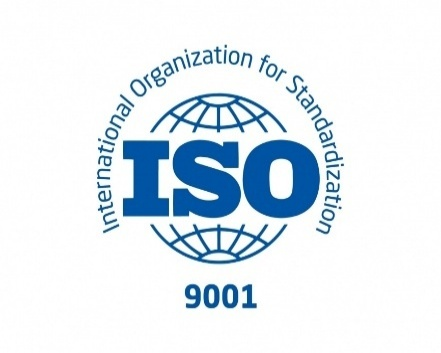 International Organization for Standardization
ISO
9001